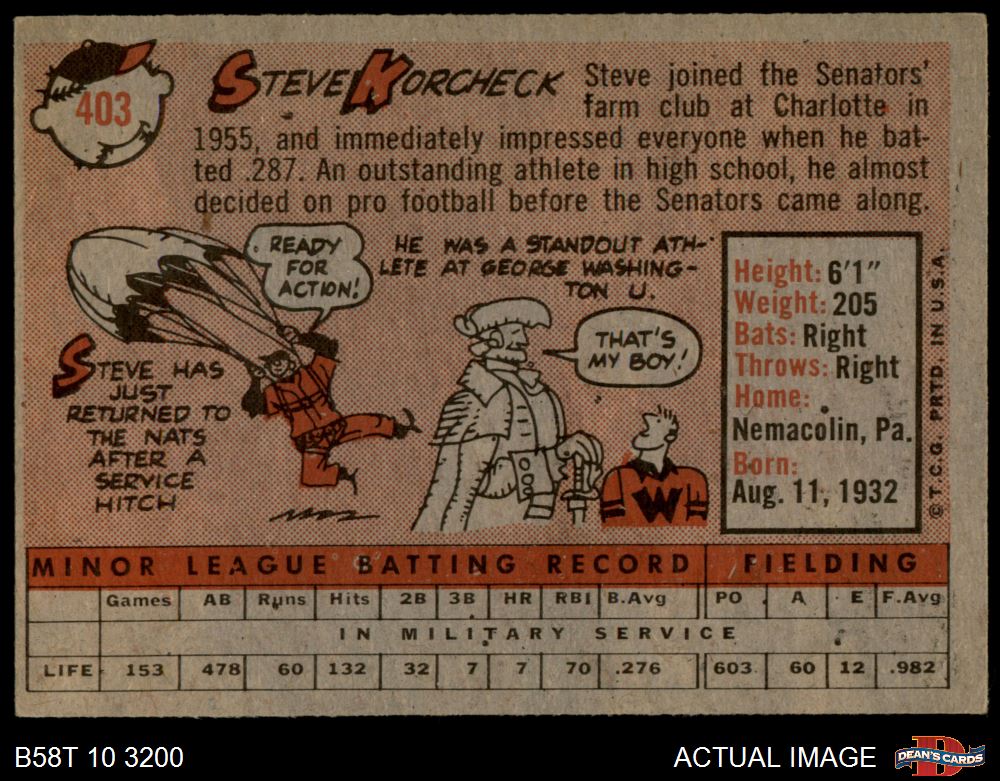 403
STEVE KORCHECK
Steve joined the Senators'
farm club at Charlotte in
1955, and immediately impressed everyone when he bat-
ted .287. An outstanding athlete in high school, he almost
decided on pro football before the Senators came along.
READY
FOR
ACTION!
HE WAS A STANDOUT ATH-
LETE AT GEORGE WASHING-
TON U.
THAT'S
MY BOY!
STEVE HAS
JUST
RETURNED TO
THE NATS
AFTER A
SERVICE
HITCH
W
Height: 6'1"
Weight: 205
Bats: Right
Throws: Right
Home:
Nemacolin, Pa.
Born:
Aug. 11, 1932
© T.C.G. PRTD. IN U.S.A.
MINOR LEAGUE BATTING RECORD FIELDING
Games AB Runs Hits 2B 3B HR RBI B.Avg PO A E F.Avg
IN MILITARY SERVICE
LIFE 153 478 60 132 32 7 7 70 .276 603 60 12 .982
B58T 10 3200
ACTUAL IMAGE
D
DEAN'S CARDS